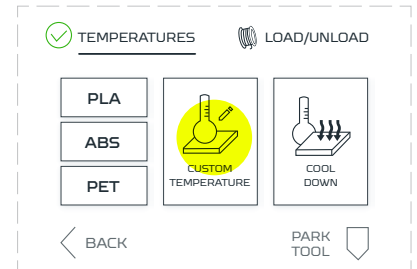 TEMPERATURES
LOAD/UNLOAD
PLA
ABS
PET
CUSTOM
TEMPERATURE
COOL
DOWN
BACK
PARK
TOOL